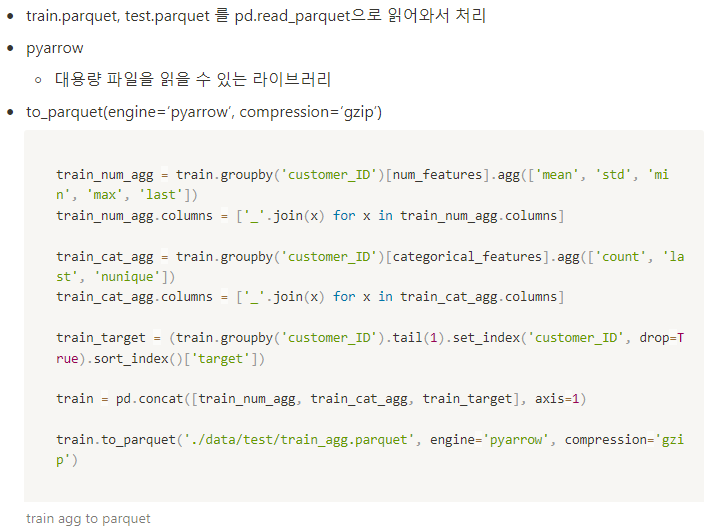 train.parquet, test.parquet 를 pd.read_parquet으로 읽어와서 처리
pyarrow
대용량 파일을 읽을 수 있는 라이브러리
to_parquet(engine=‘pyarrow’, compression=’gzip’)
train_num_agg = train.groupby('customer_ID')[num_features].agg(['mean', 'std', 'mi
n', 'max', 'last'])
train_num_agg.columns = ['_'.join(x) for x in train_num_agg.columns]
train_cat_agg = train.groupby('customer_ID')[categorical_features].agg(['count', 'la
st', 'nunique'])
train_cat_agg.columns = ['_'.join(x) for x in train_cat_agg.columns]
train_target = (train.groupby('customer_ID').tail(1).set_index('customer_ID', drop=T
rue).sort_index()['target'])
train = pd.concat([train_num_agg, train_cat_agg, train_target], axis=1)
train.to_parquet('./data/test/train_agg.parquet', engine='pyarrow', compression='gzi
p')
train agg to parquet